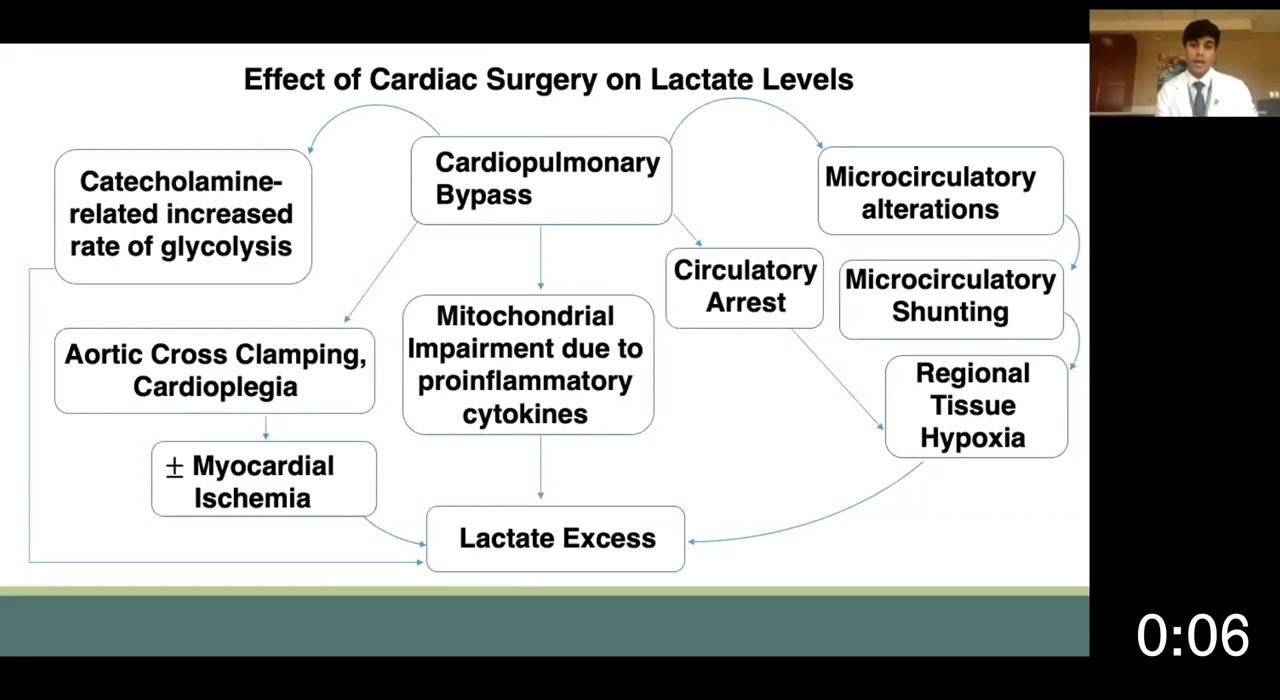 Effect of Cardiac Surgery on Lactate Levels
Cardiopulmonary
Bypass
Catecholamine-
related increased
rate of glycolysis
Microcirculatory
alterations
Circulatory
Arrest
Microcirculatory
Shunting
Mitochondrial
Impairment due to
proinflammatory
cytokines
Aortic Cross Clamping,
Cardioplegia
Regional
Tissue
Hypoxia
± Myocardial
Ischemia
Lactate Excess
0:06